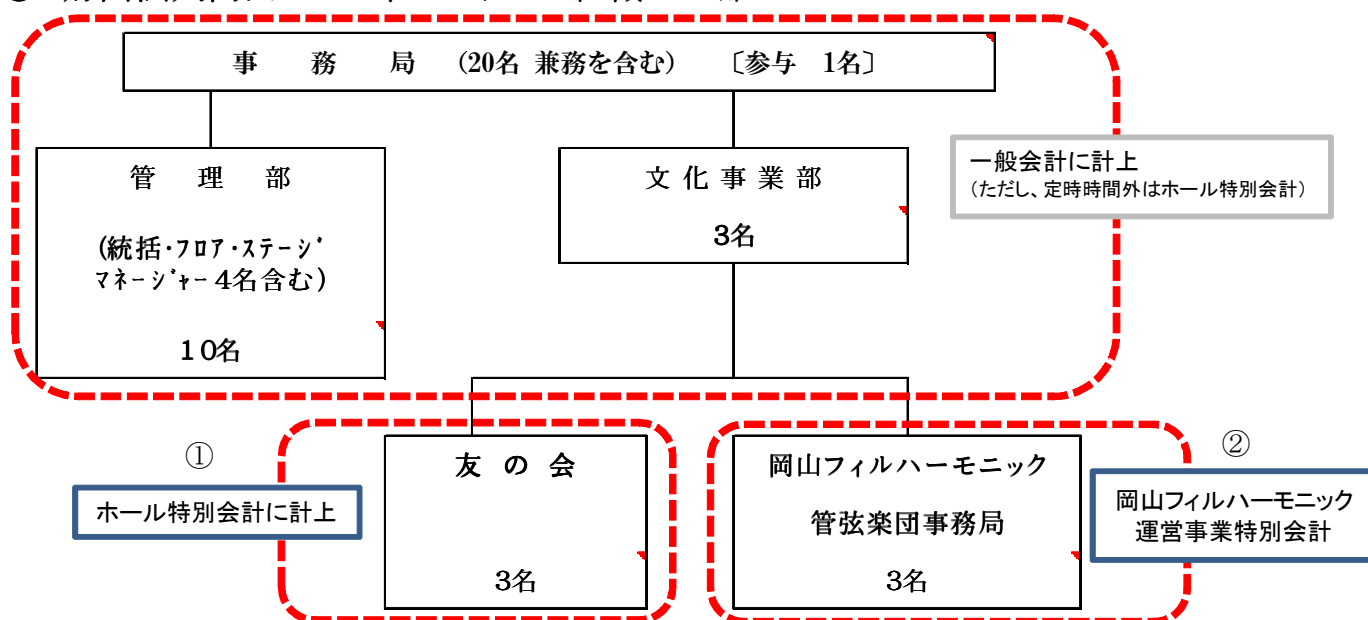 事 務 局 (20名 兼務を含む) 〔参与 1名〕
管 理 部
(統括・フロア・ステージ
マネージャー4名含む)
10名
文 化 事 業 部
3名
一般会計に計上
(ただし、定時時間外はホール特別会計)
①
ホール特別会計に計上
友 の 会
3名
岡山フィルハーモニック
管弦楽団事務局
3名
②
岡山フィルハーモニック
運営事業特別会計